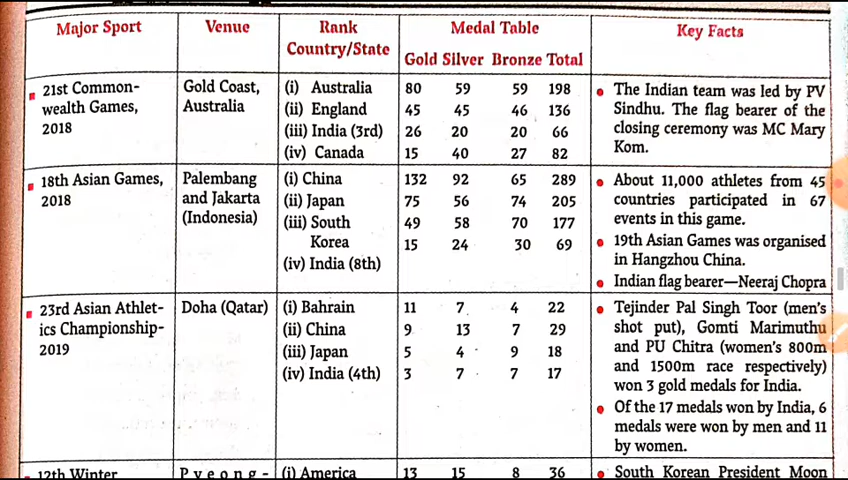 Major Sport Venue Rank Country/State Medal Table Key Facts
Gold Silver Bronze Total
21st Common- Gold Coast, (i) Australia 80 59 59 198 • The Indian team was led by PV
wealth Games, Australia (ii) England 45 45 46 136 Sindhu. The flag bearer of the
2018 (iii) India (3rd) 26 20 20 66 closing ceremony was MC Mary
(iv) Canada 15 40 27 82 Kom.
18th Asian Games, Palembang (i) China 132 92 65 289 • About 11,000 athletes from 45
2018 and Jakarta (ii) Japan 75 56 74 205 countries participated in 67
(Indonesia) (iii) South 49 58 70 177 events in this game.
Korea 15 24 30 69 • 19th Asian Games was organised
(iv) India (8th) in Hangzhou China.
• Indian flag bearer—Neeraj Chopra
23rd Asian Athlet- Doha (Qatar) (i) Bahrain 11 7 4 22 • Tejinder Pal Singh Toor (men's
ics Championship- (ii) China 9 13 7 29 shot put), Gomti Marimuthu
2019 (iii) Japan 5 4 9 18 and PU Chitra (women's 800m
(iv) India (4th) 3 7 7 17 and 1500m race respectively)
won 3 gold medals for India.
• Of the 17 medals won by India, 6
medals were won by men and 11
by women.
12th Winter Pyeong- (i) America 13 15 8 36 • South Korean President Moon